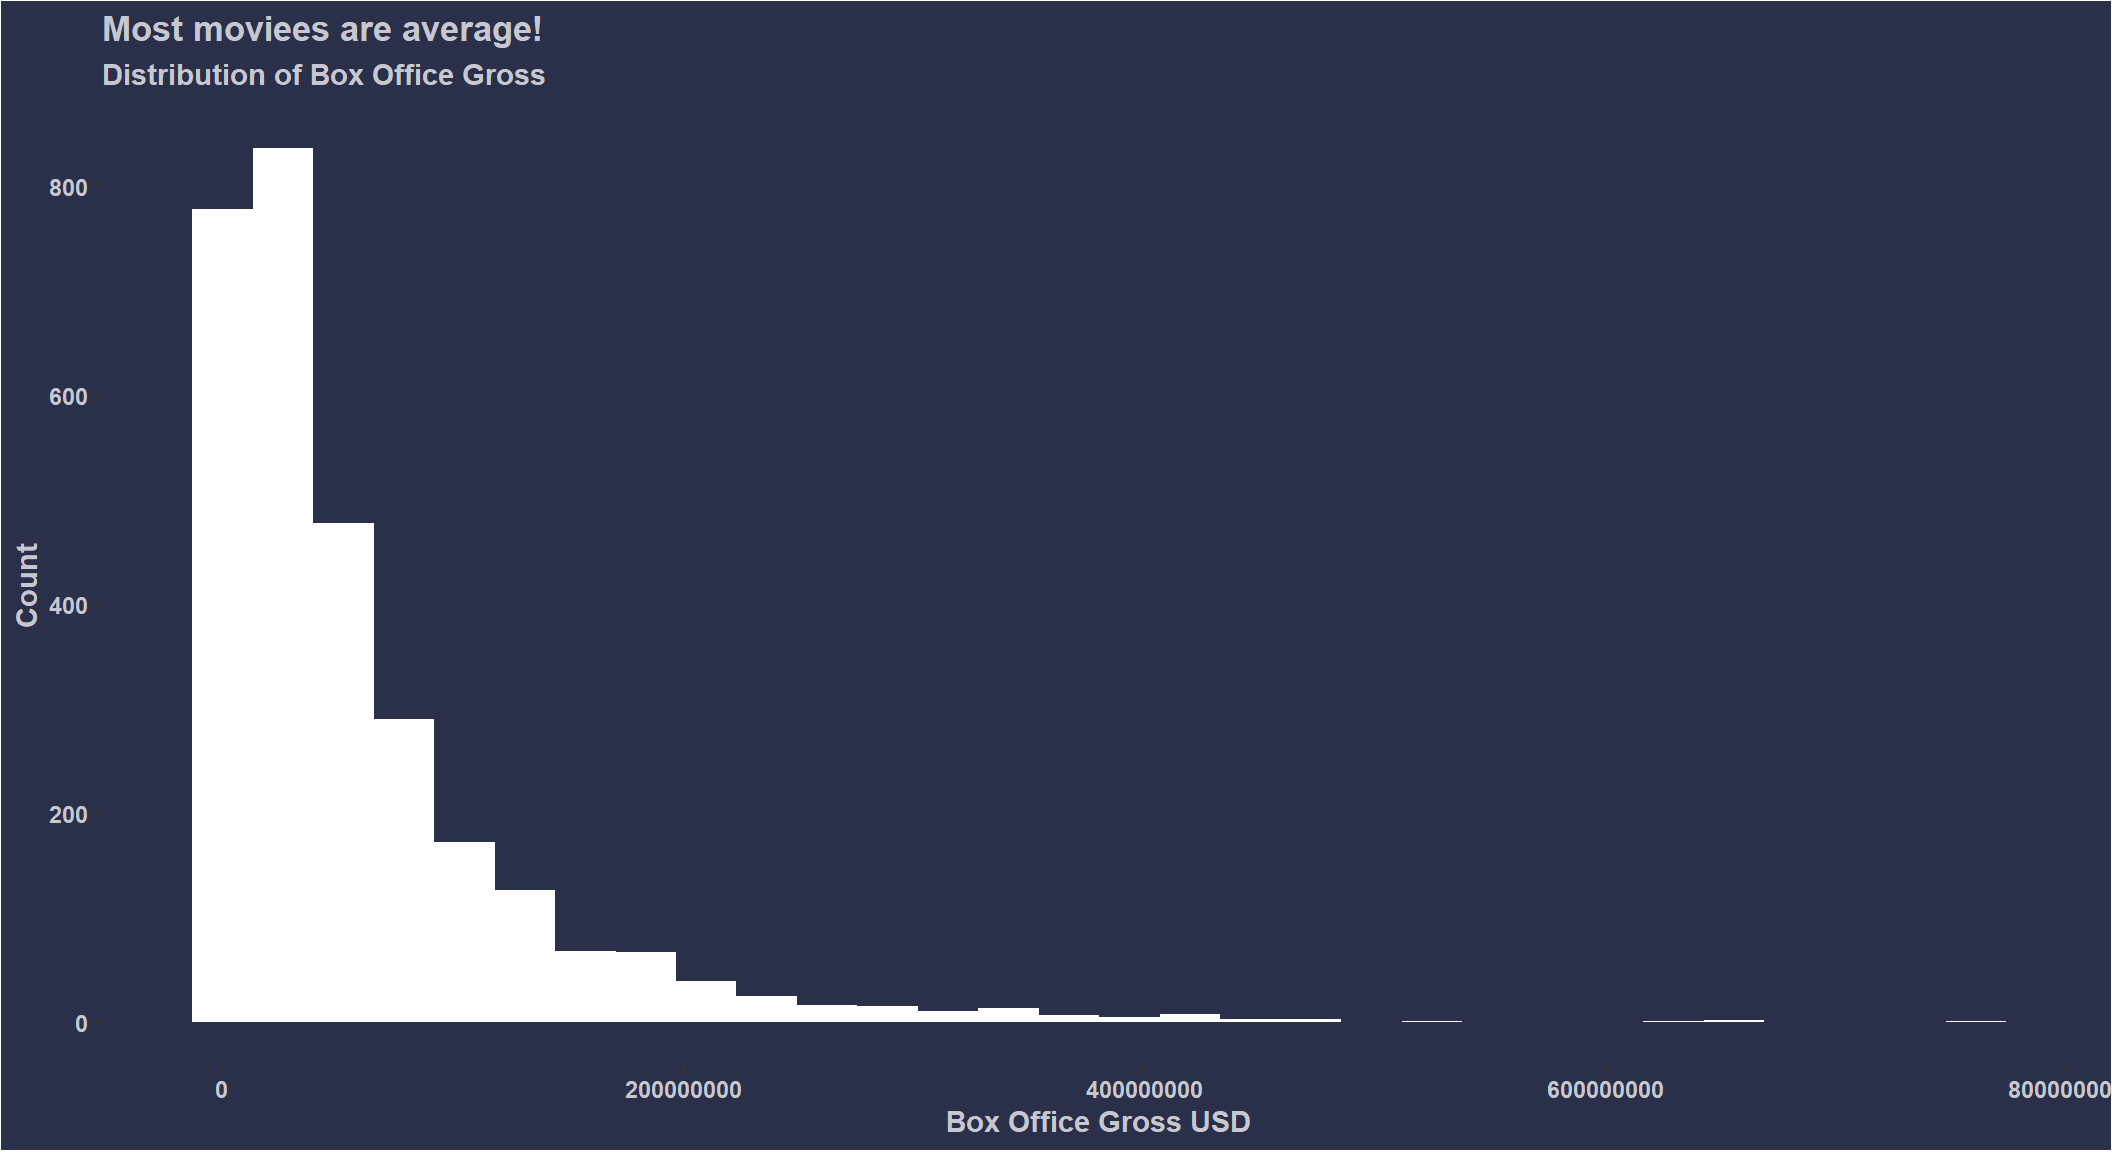 Most moviees are average!
Distribution of Box Office Gross
800
600
400
200
0
Count
0 200000000 400000000 600000000 80000000
Box Office Gross USD